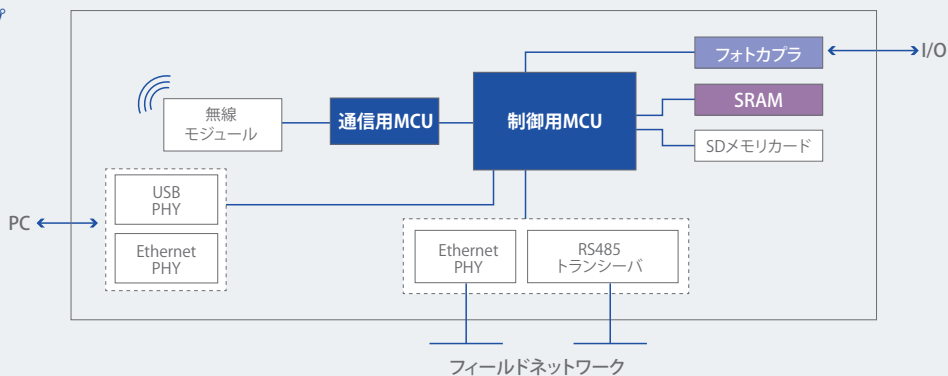 プ
フォトカプラ
I/O
SRAM
SDメモリカード
制御用MCU
通信用MCU
無線
モジュール
PC
USB
PHY
Ethernet
PHY
Ethernet
PHY
RS485
トランシーバ
フィールドネットワーク